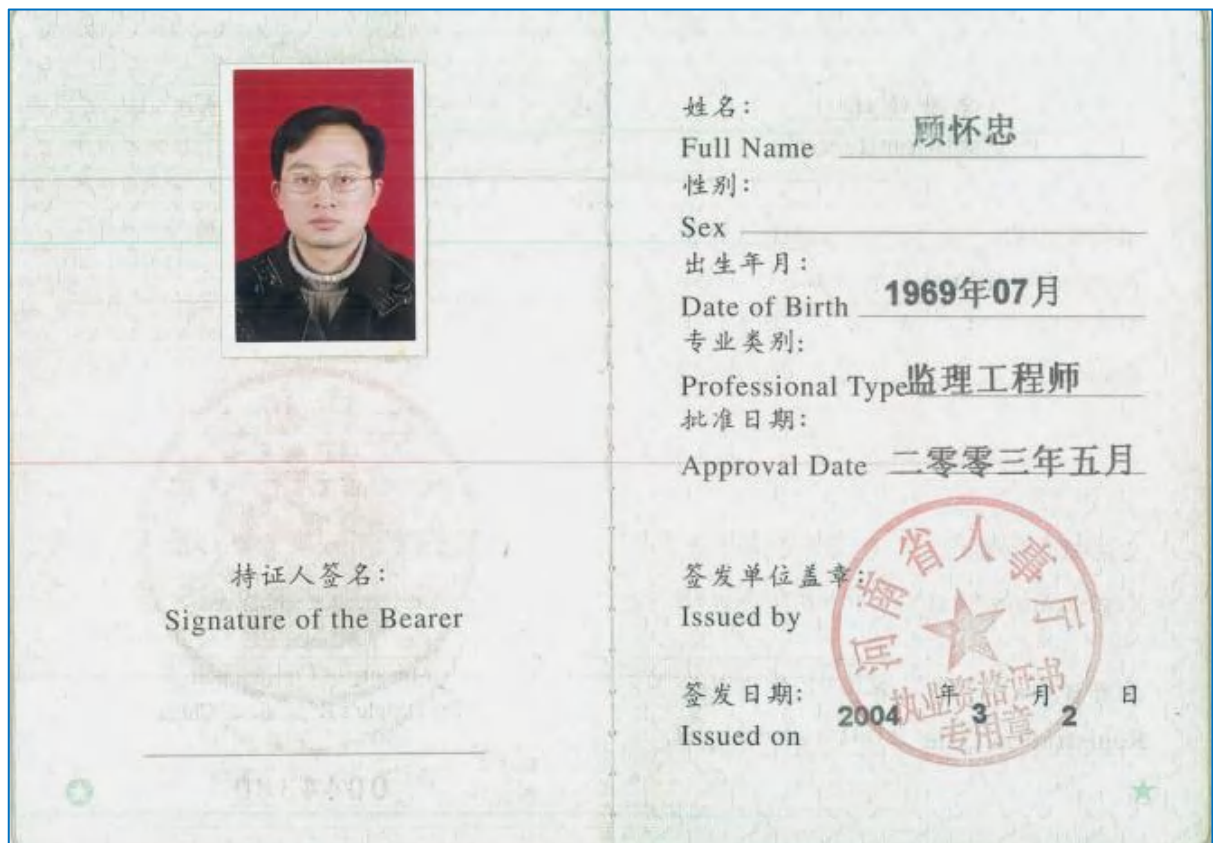 持证人签名:
Signature of the Bearer
姓名:
Full Name 顾怀忠
性别:
Sex
出生年月:
Date of Birth 1969年07月
专业类别:
Professional Type 监理工程师
批准日期:
Approval Date 二零零三年五月
签发单位盖章:
Issued by
河南省人事厅
执业资格证书
专用章
签发日期: 2004 年 3 月 2 日
Issued on